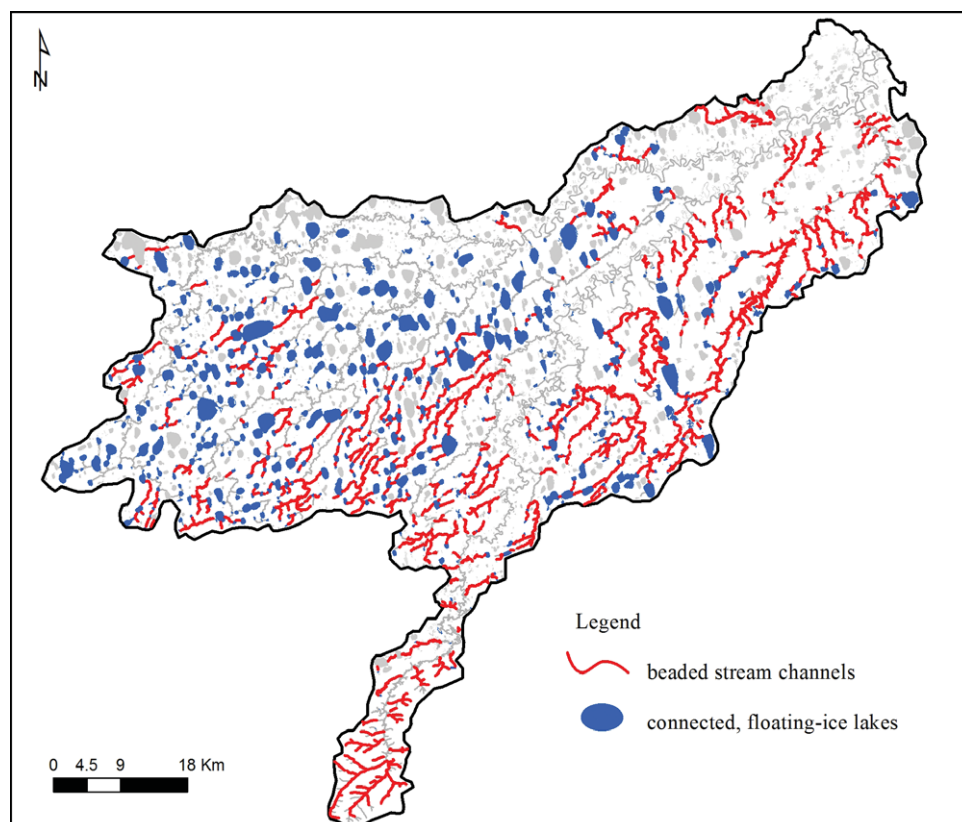 N
Legend
beaded stream channels
connected, floating-ice lakes
0 4.5 9 18 Km